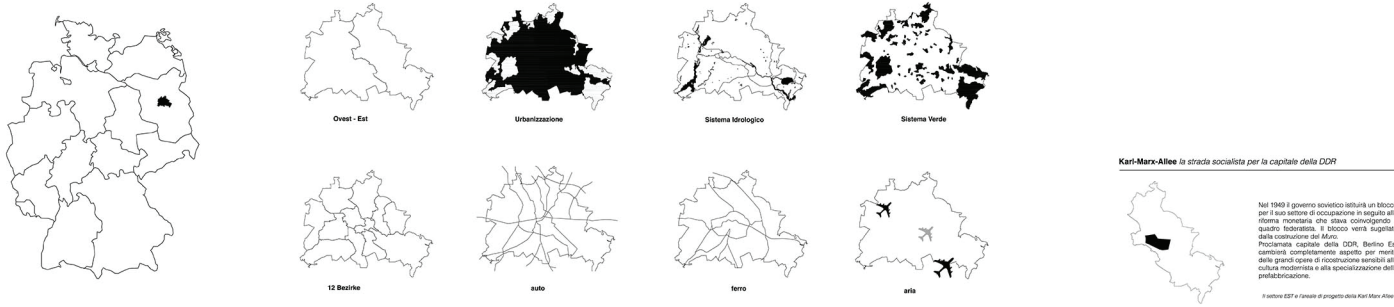 Ovest - Est
Urbanizzazione
Sistema Idrologico
Sistema Verde
12 Bezirke
auto
ferro
aria
Karl-Marx-Allee la strada socialista per la capitale della DDR
Nel 1949 il governo sovietico istituirà un blocco
per il suo settore di occupazione in seguito all
riforma monetaria che stava coinvolgendo
quadro federatista. Il blocco verrà sugellat
dalla costruzione del Muro.
Proclamata capitale della DDR, Berlino Es
cambierà completamente aspetto per merit
delle grandi opere di ricostruzione sensibili all
cultura modernista e alla specializzazione dell
prefabbricazione.
Il settore EST e l'areale di progetto della Karl Marx Allee